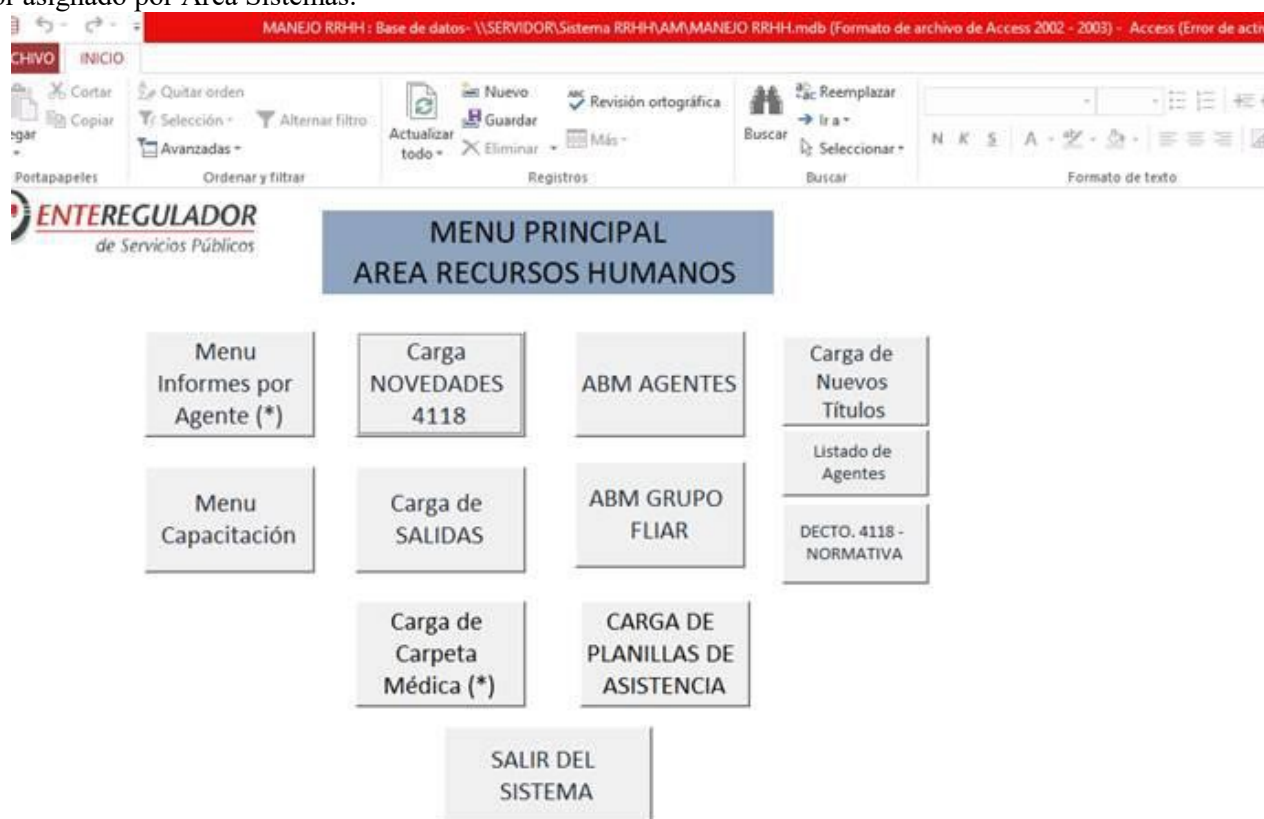 or asignado por Area Sistemas.
MANEJO RRHH : Base de datos- \\SERVIDOR\Sistema RRHH\AM\MANEJO RRHH.mdb (Formato de archivo de Access 2002 - 2003) - Access (Error de acti
CHIVO INICIO
Cortar
Copiar
egar
Portapapeles
Quitar orden
Selección
Alternar filtro
Avanzadas
Ordenar y filtrar
Actualizar
todo
Nuevo
Guardar
Eliminar
Revisión ortográfica
Más
Registros
Buscar
Reemplazar
Ir a
Seleccionar
Buscar
N K S A
Formato de texto
ENTEREGULADOR
de Servicios Públicos
MENU PRINCIPAL
AREA RECURSOS HUMANOS
Menu
Informes por
Agente (*)
Carga
NOVEDADES
4118
ABM AGENTES
Carga de
Nuevos
Títulos
Listado de
Agentes
Menu
Capacitación
Carga de
SALIDAS
ABM GRUPO
FLIAR
DECTO. 4118 -
NORMATIVA
Carga de
Carpeta
Médica (*)
CARGA DE
PLANILLAS DE
ASISTENCIA
SALIR DEL
SISTEMA